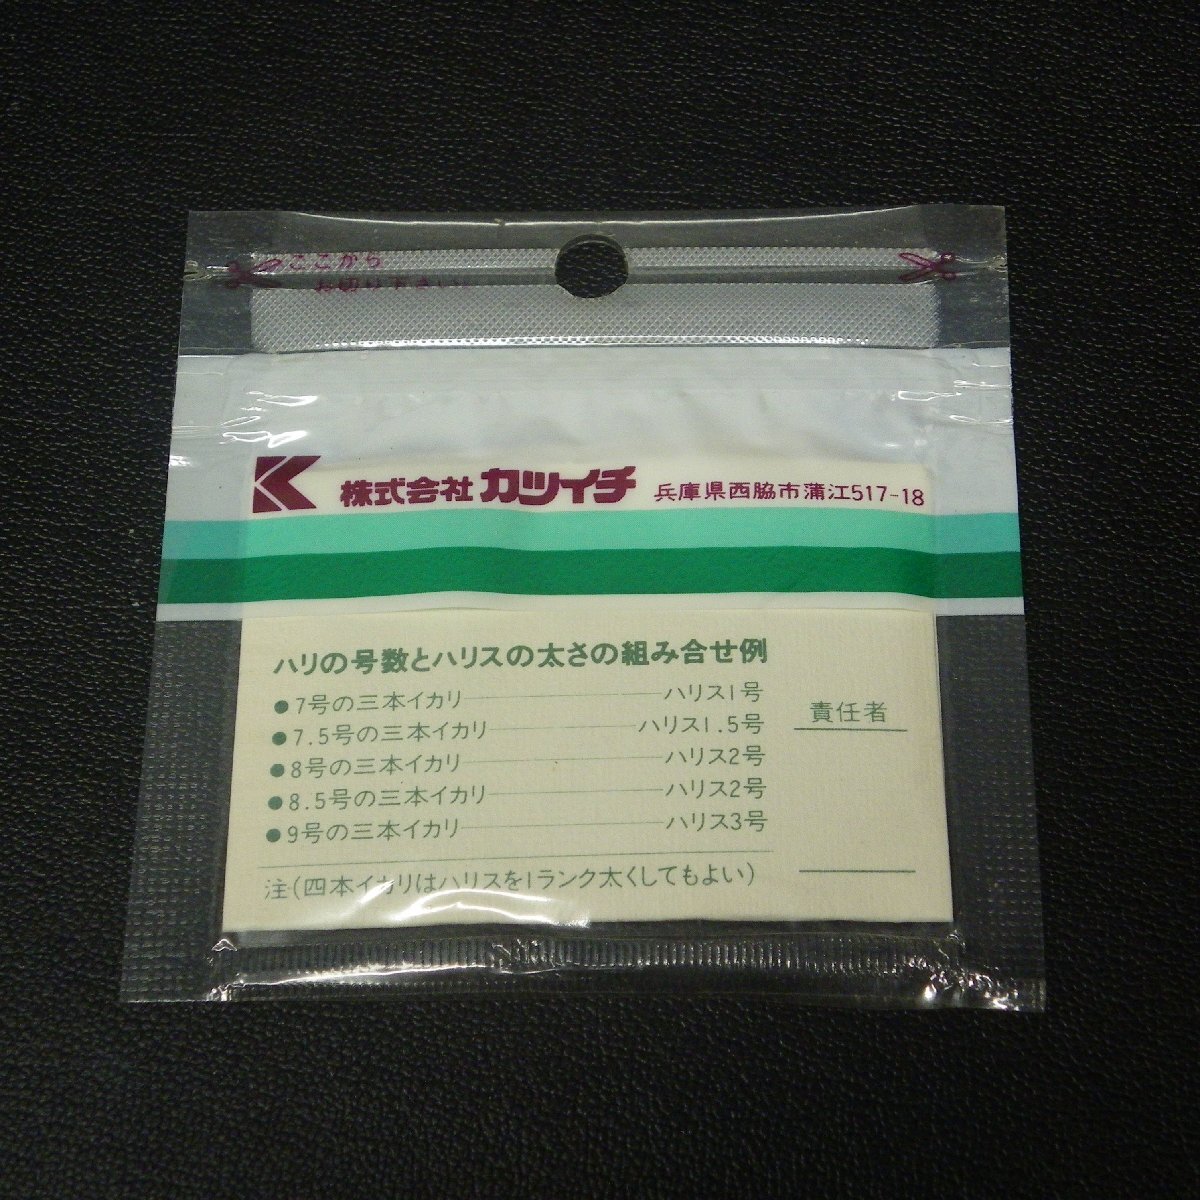 ここから
お切り下さい。
K 株式会社 カツイチ 兵庫県西脇市蒲江517-18
ハリの号数とハリスの太さの組み合せ例
●7号の三本イカリ――ハリス1号
●7.5号の三本イカリ――ハリス1.5号
●8号の三本イカリ――ハリス2号
●8.5号の三本イカリ――ハリス2号
●9号の三本イカリ――ハリス3号
注(四本イカリはハリスを1ランク太くしてもよい)
責任者